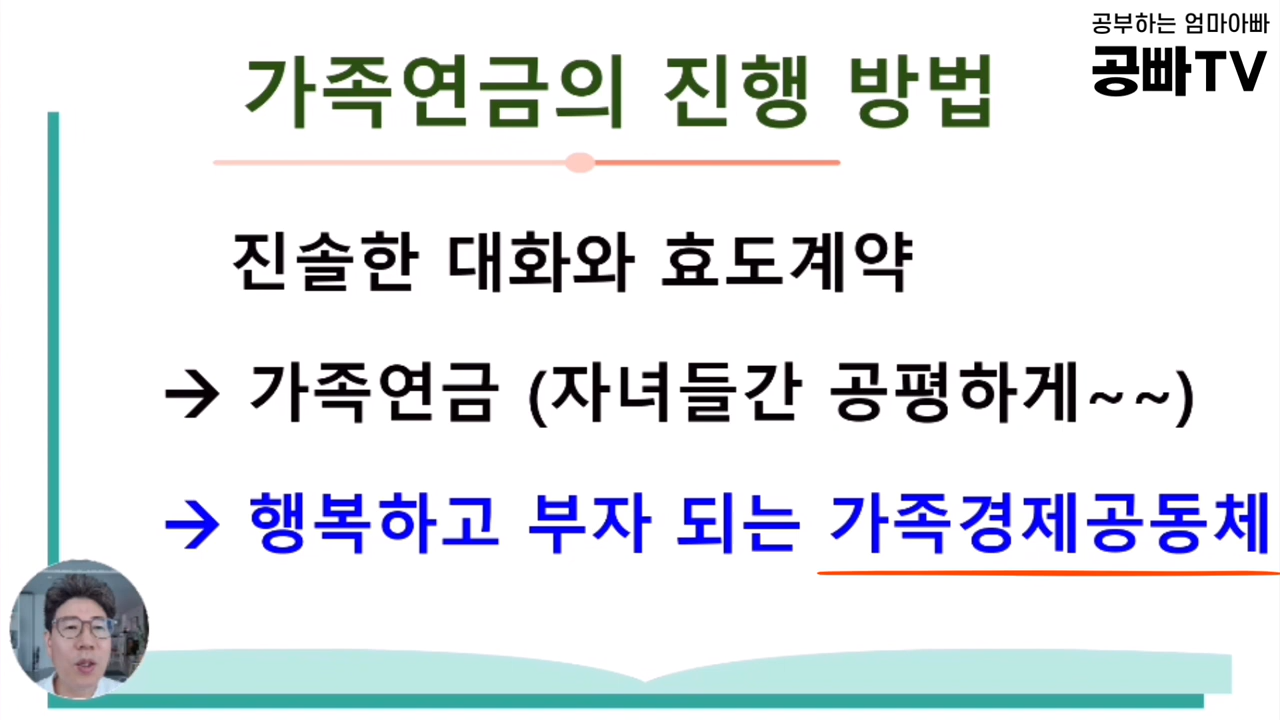 공부하는 엄마아빠
공빠TV
가족연금의 진행 방법
진솔한 대화와 효도계약
→ 가족연금 (자녀들간 공평하게~~)
→ 행복하고 부자 되는 가족경제공동체